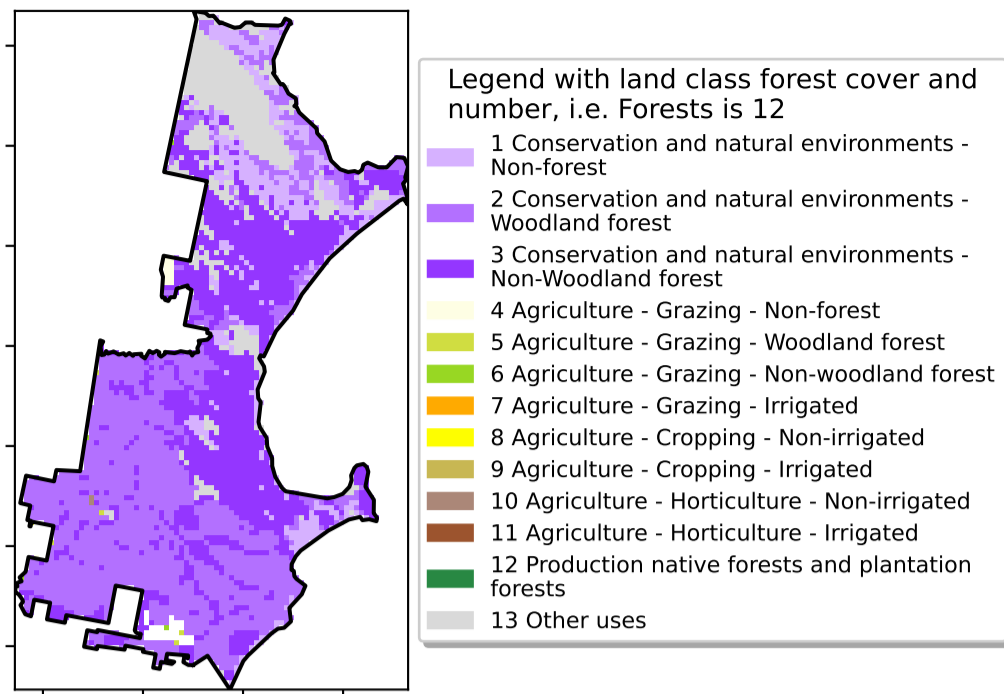 Legend with land class forest cover and
number, i.e. Forests is 12
1 Conservation and natural environments -
Non-forest
2 Conservation and natural environments -
Woodland forest
3 Conservation and natural environments -
Non-Woodland forest
4 Agriculture - Grazing - Non-forest
5 Agriculture - Grazing - Woodland forest
6 Agriculture - Grazing - Non-woodland forest
7 Agriculture - Grazing - Irrigated
8 Agriculture - Cropping - Non-irrigated
9 Agriculture - Cropping - Irrigated
10 Agriculture - Horticulture - Non-irrigated
11 Agriculture - Horticulture - Irrigated
12 Production native forests and plantation
forests
13 Other uses